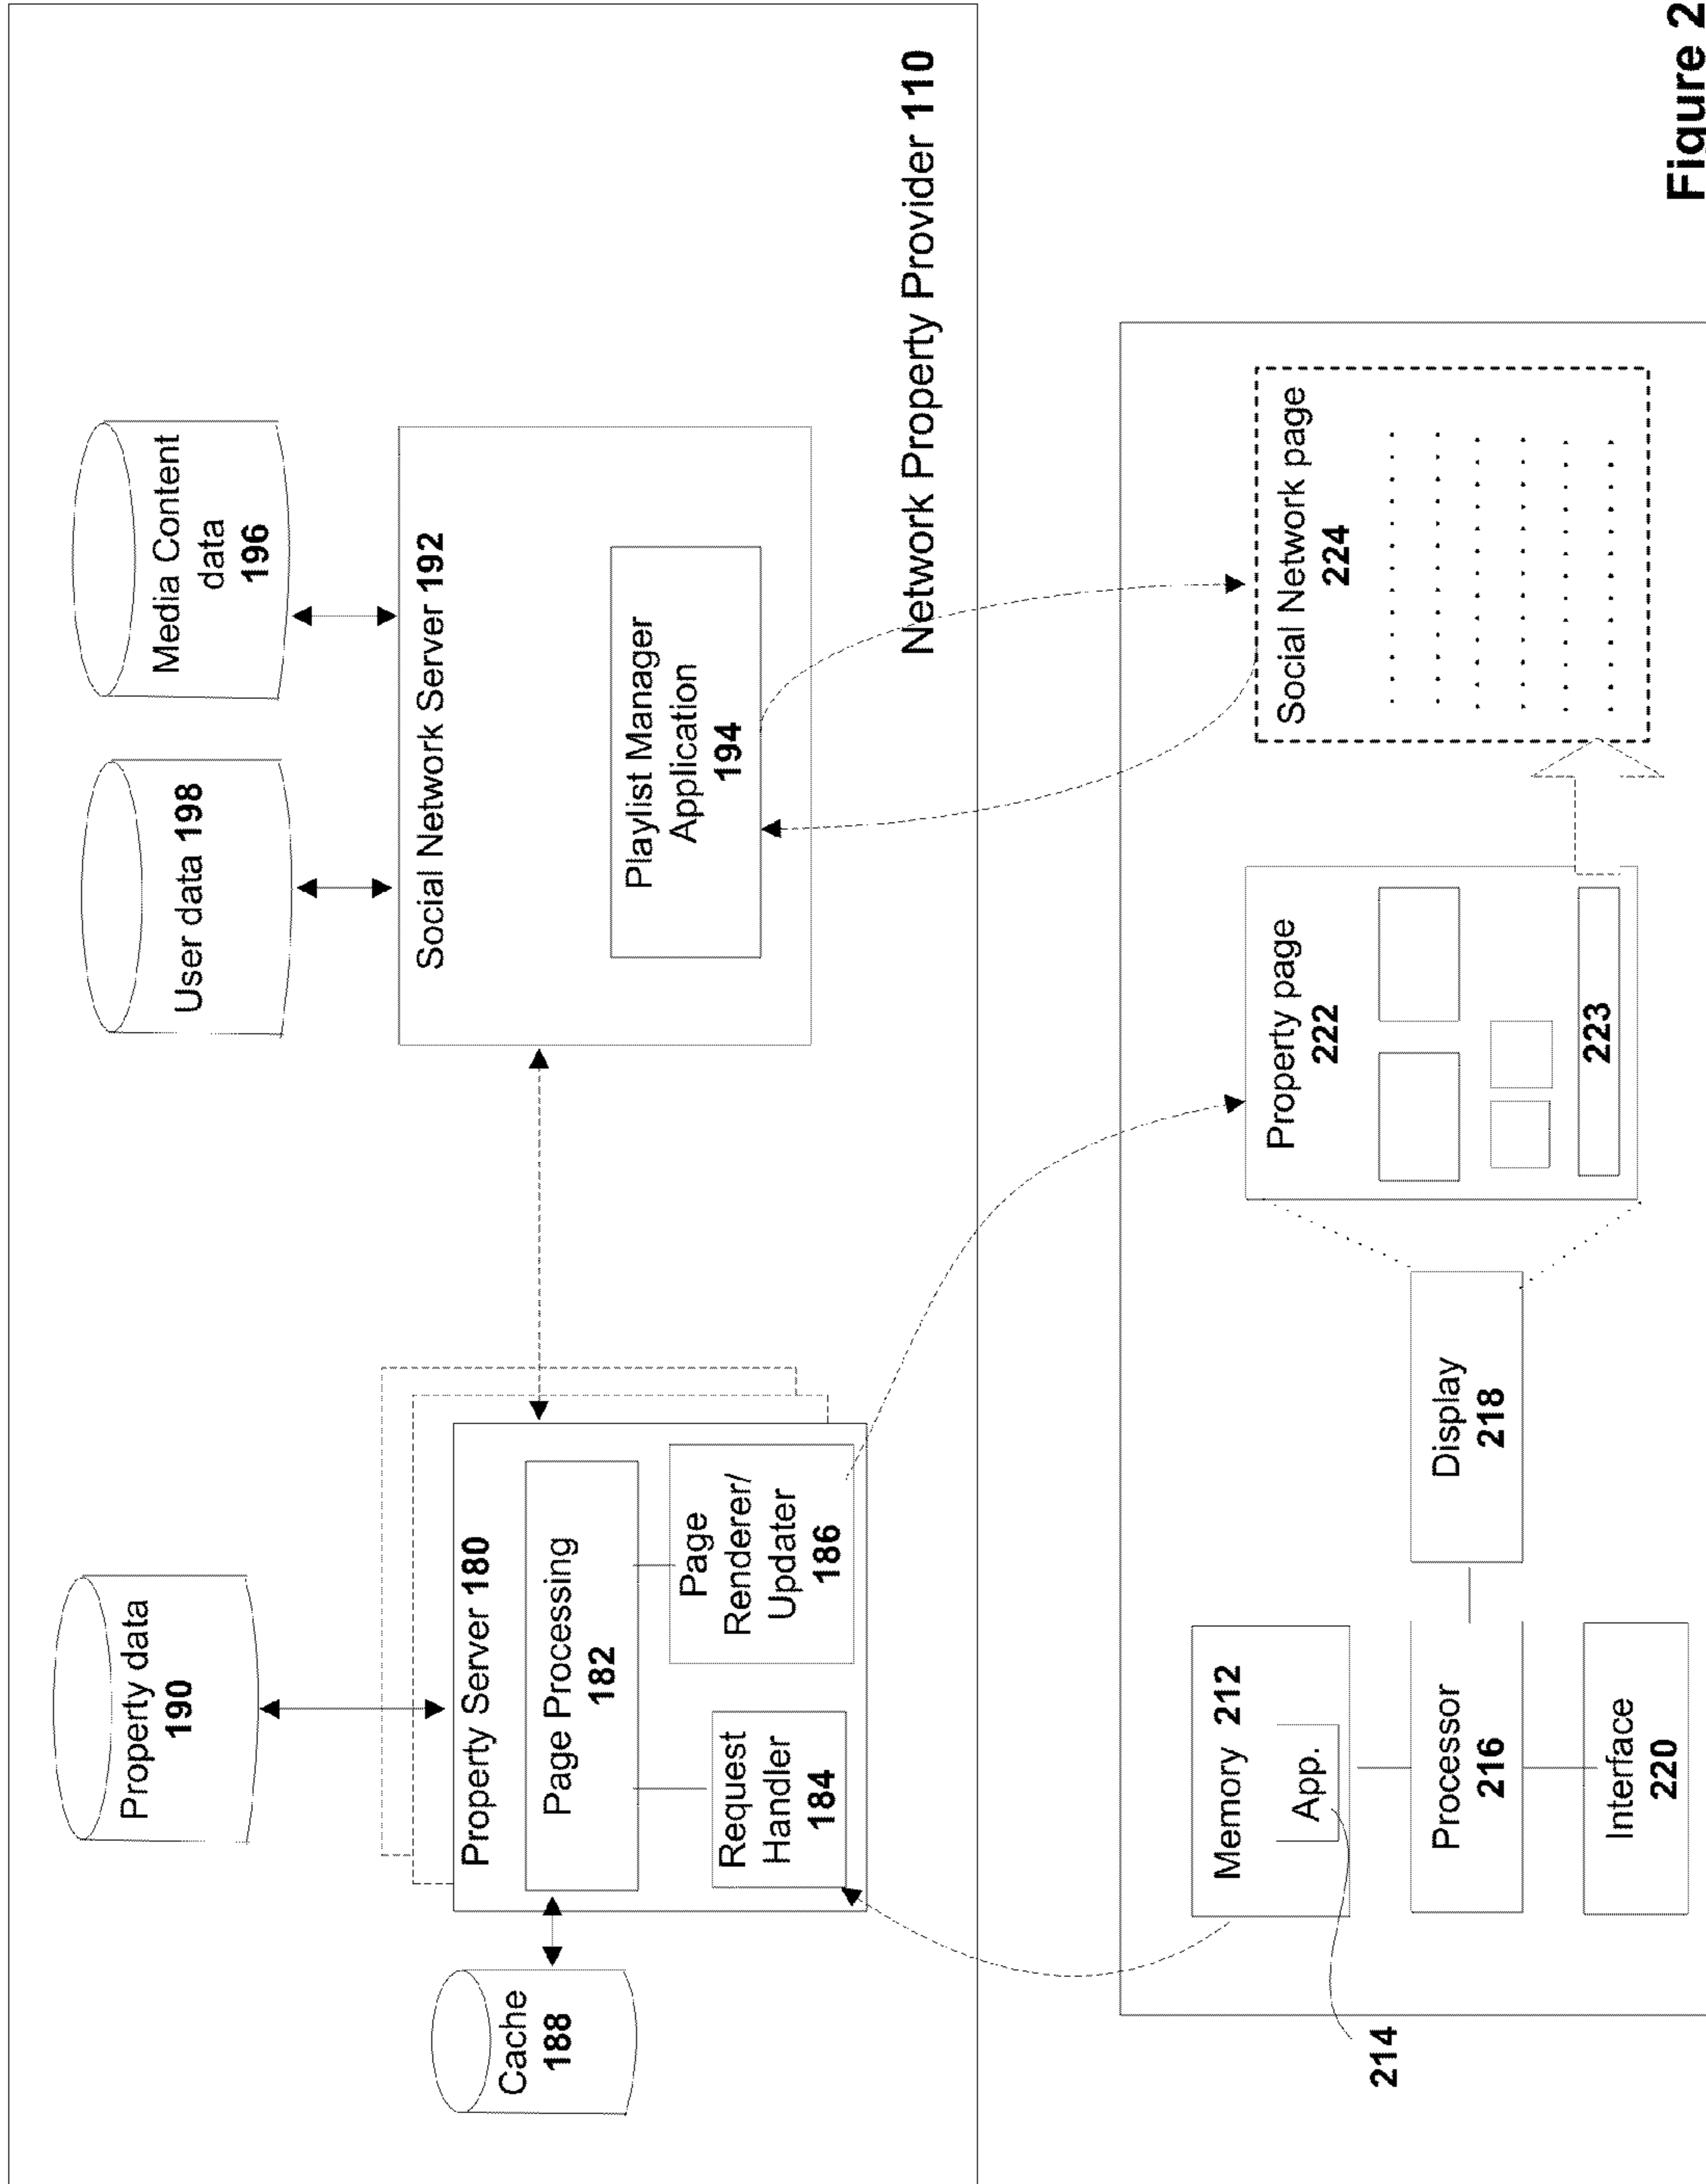 Property data
190
User data 198
Media Content
data
196
Cache
188
Property Server 180
Page Processing
182
Request
Handler
184
Page
Renderer/
Updater
186
Social Network Server 192
Playlist Manager
Application
194
Network Property Provider 110
214
Memory 212
App.
Processor
216
Interface
220
Display
218
Property page
222
223
Social Network page
224
Figure 2